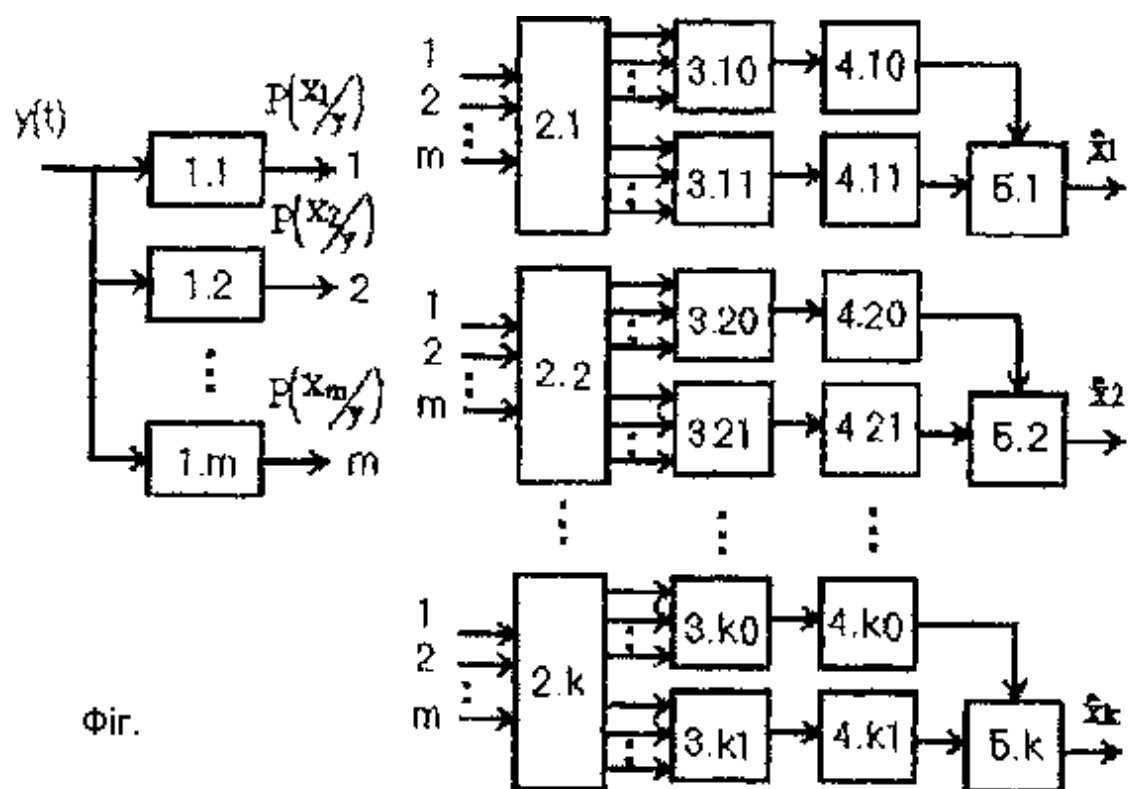 y(t)
P(x1/y)
1.1
1
P(x2/y)
1.2
2
P(xm/y)
1.m
m
1
2
m
2.1
3.10
4.10
3.11
4.11
5.1
x̂1
1
2
m
2.2
3.20
4.20
3.21
4.21
5.2
x̂2
1
2
m
2.k
3.k0
4.k0
3.k1
4.k1
5.k
x̂k
Фіг.